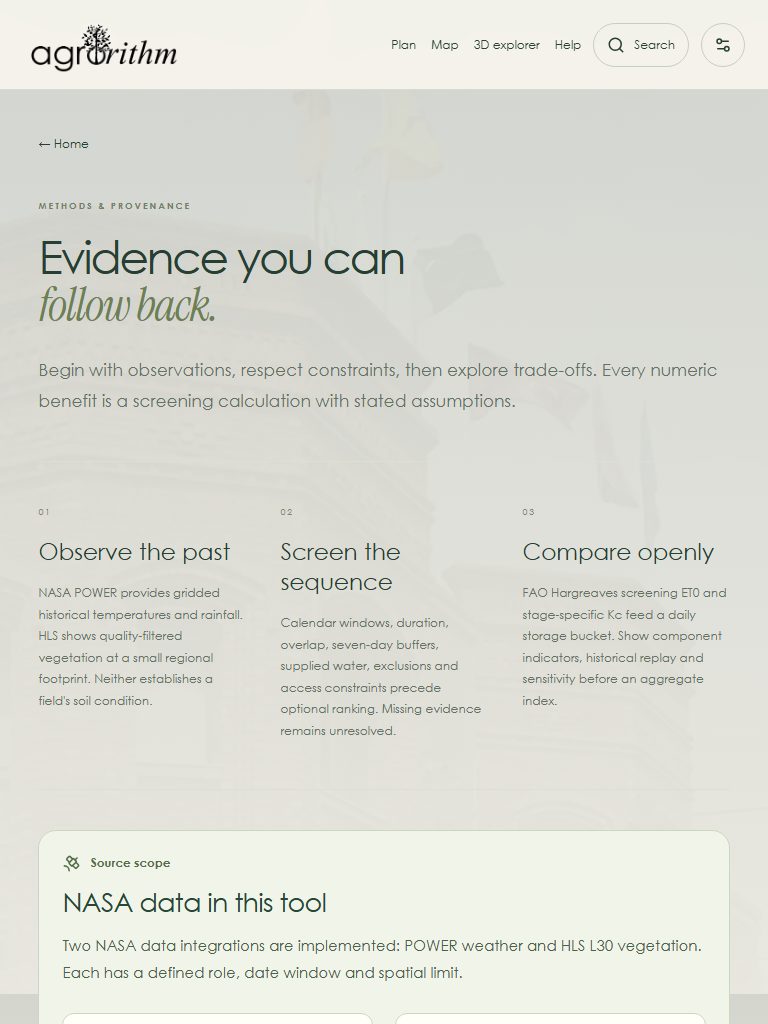 agrorithm
Plan
Map
3D explorer
Help
Search
← Home
METHODS & PROVENANCE
Evidence you can
follow back.
Begin with observations, respect constraints, then explore trade-offs. Every numeric
benefit is a screening calculation with stated assumptions.
01
Observe the past
NASA POWER provides gridded
historical temperatures and rainfall.
HLS shows quality-filtered
vegetation at a small regional
footprint. Neither establishes a
field's soil condition.
02
Screen the
sequence
Calendar windows, duration,
overlap, seven-day buffers,
supplied water, exclusions and
access constraints precede
optional ranking. Missing evidence
remains unresolved.
03
Compare openly
FAO Hargreaves screening ET0 and
stage-specific Kc feed a daily
storage bucket. Show component
indicators, historical replay and
sensitivity before an aggregate
index.
Source scope
NASA data in this tool
Two NASA data integrations are implemented: POWER weather and HLS L30 vegetation.
Each has a defined role, date window and spatial limit.